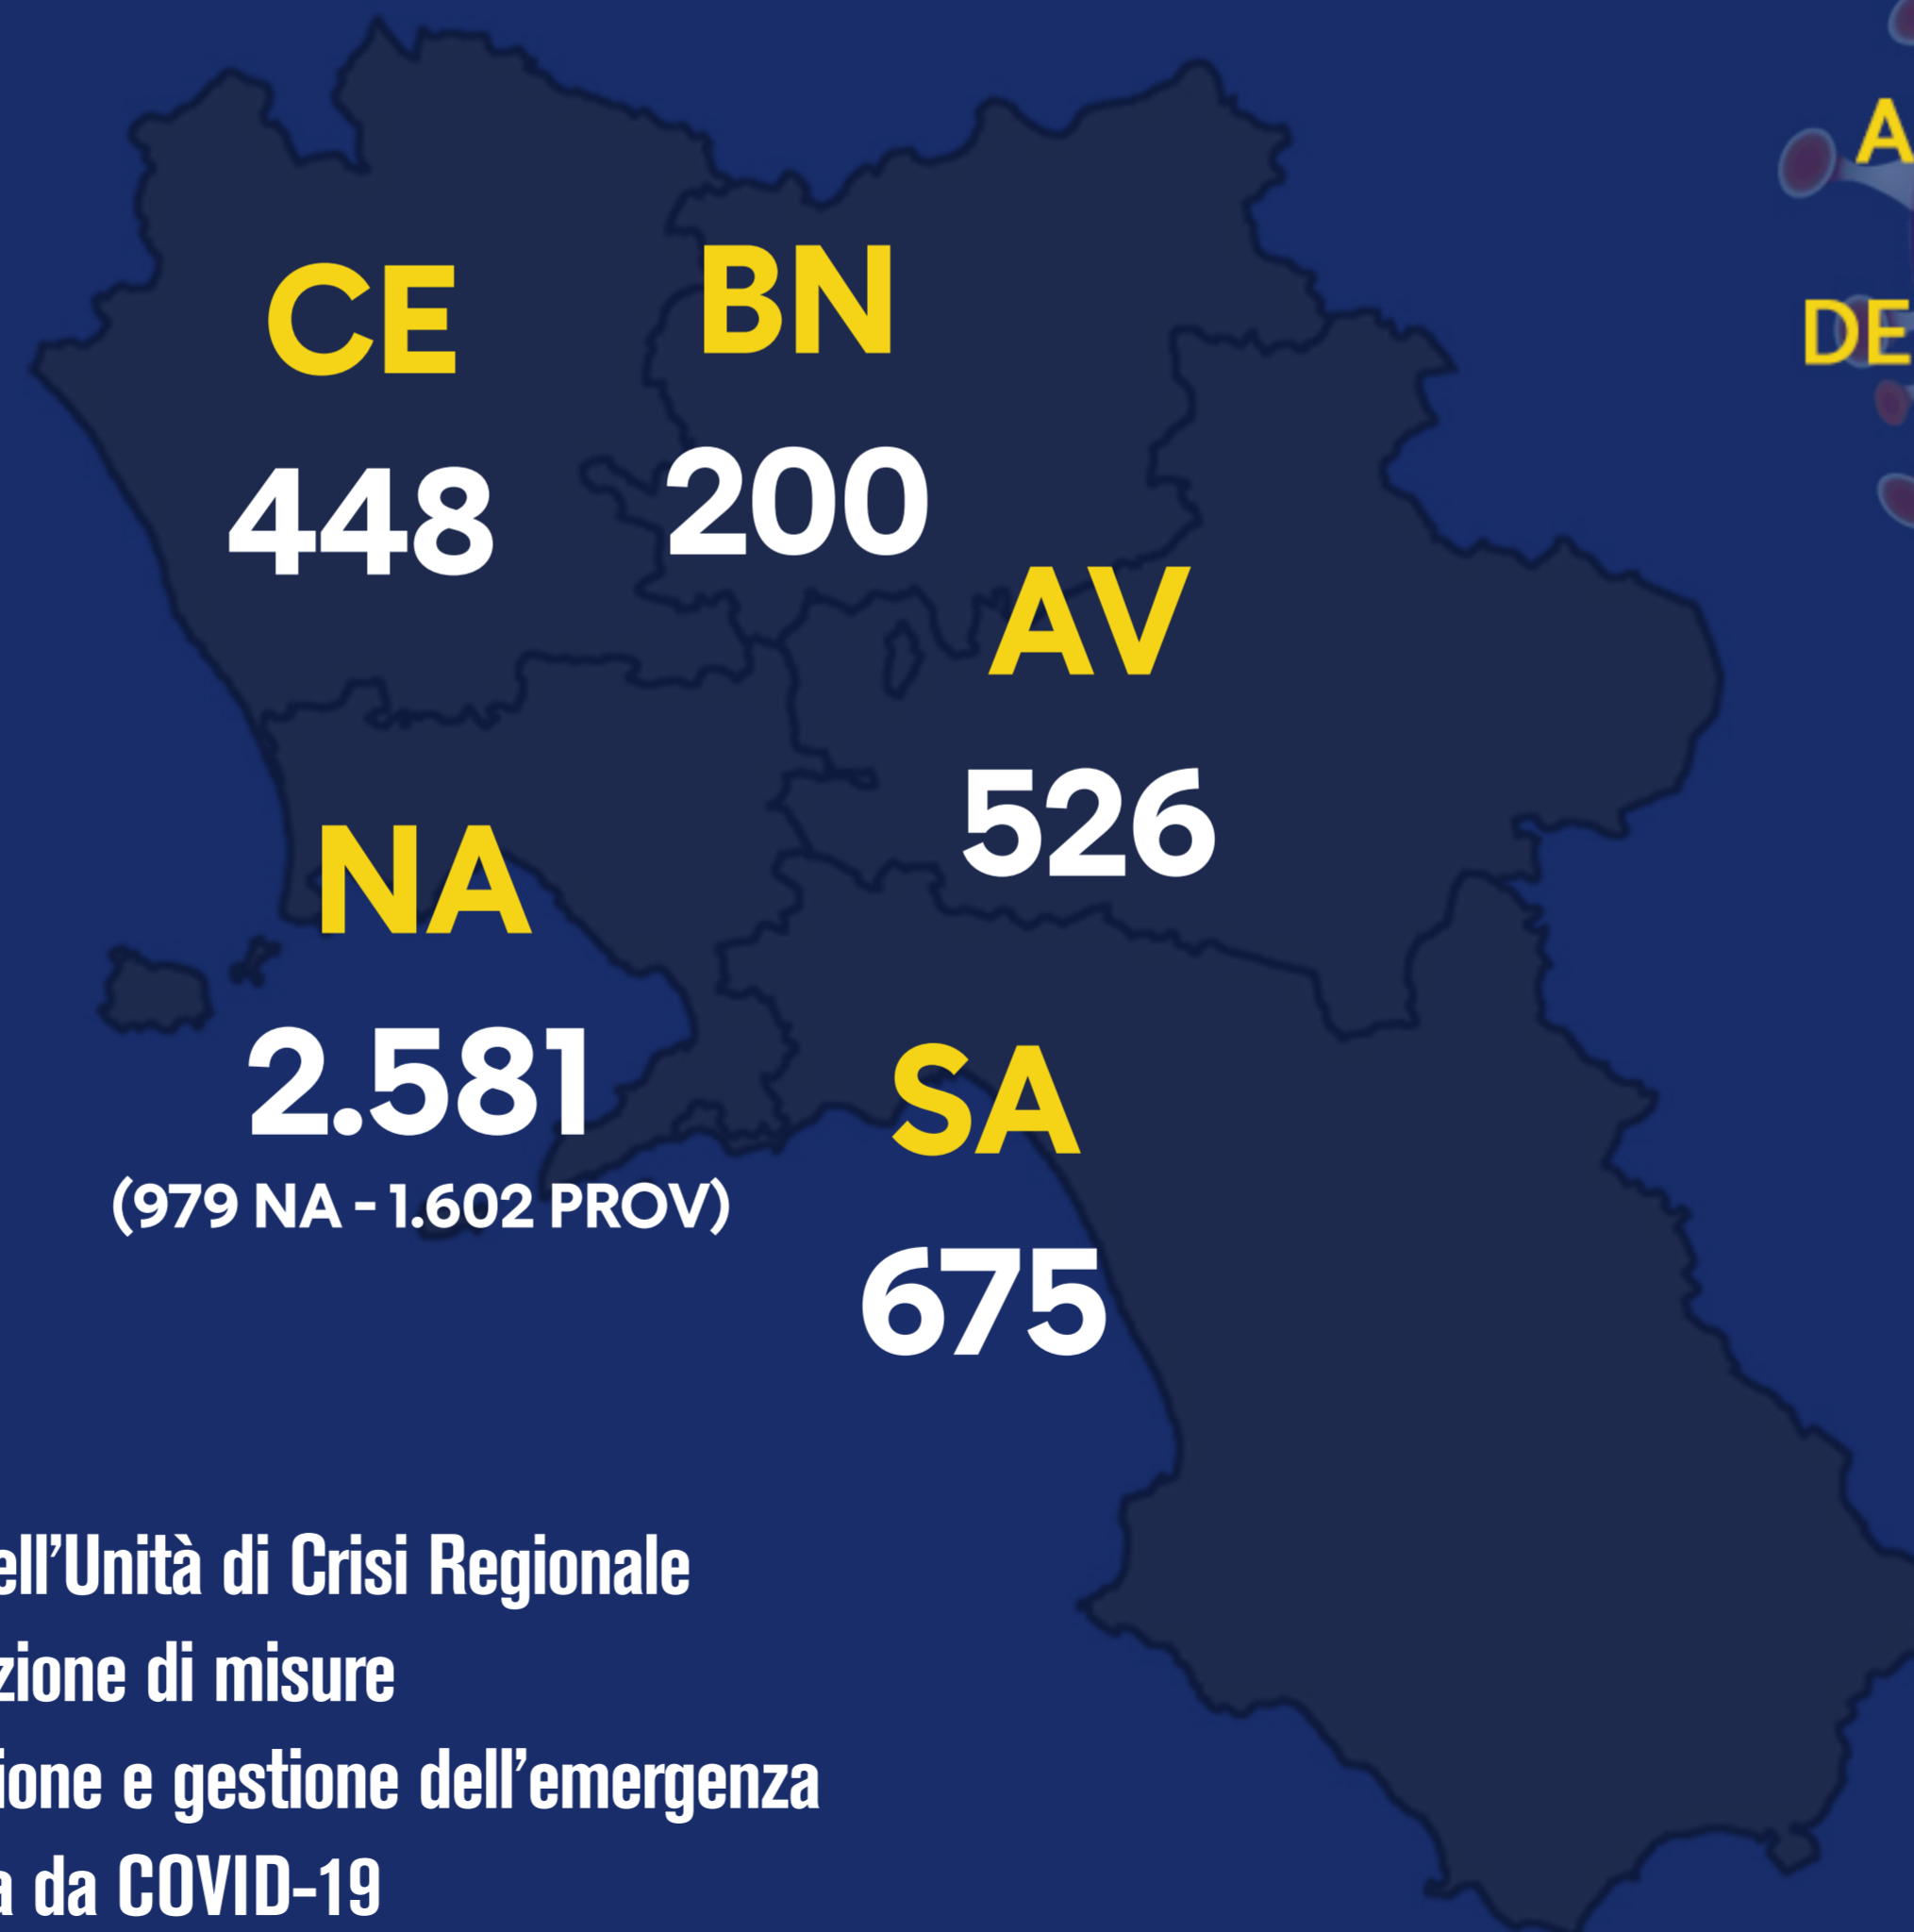 CE
448
BN
200
AV
526
NA
2.581
(979 NA - 1.602 PROV)
SA
675
ell'Unità di Crisi Regionale
zione di misure
ione e gestione dell'emergenza
a da COVID-19
A
DE